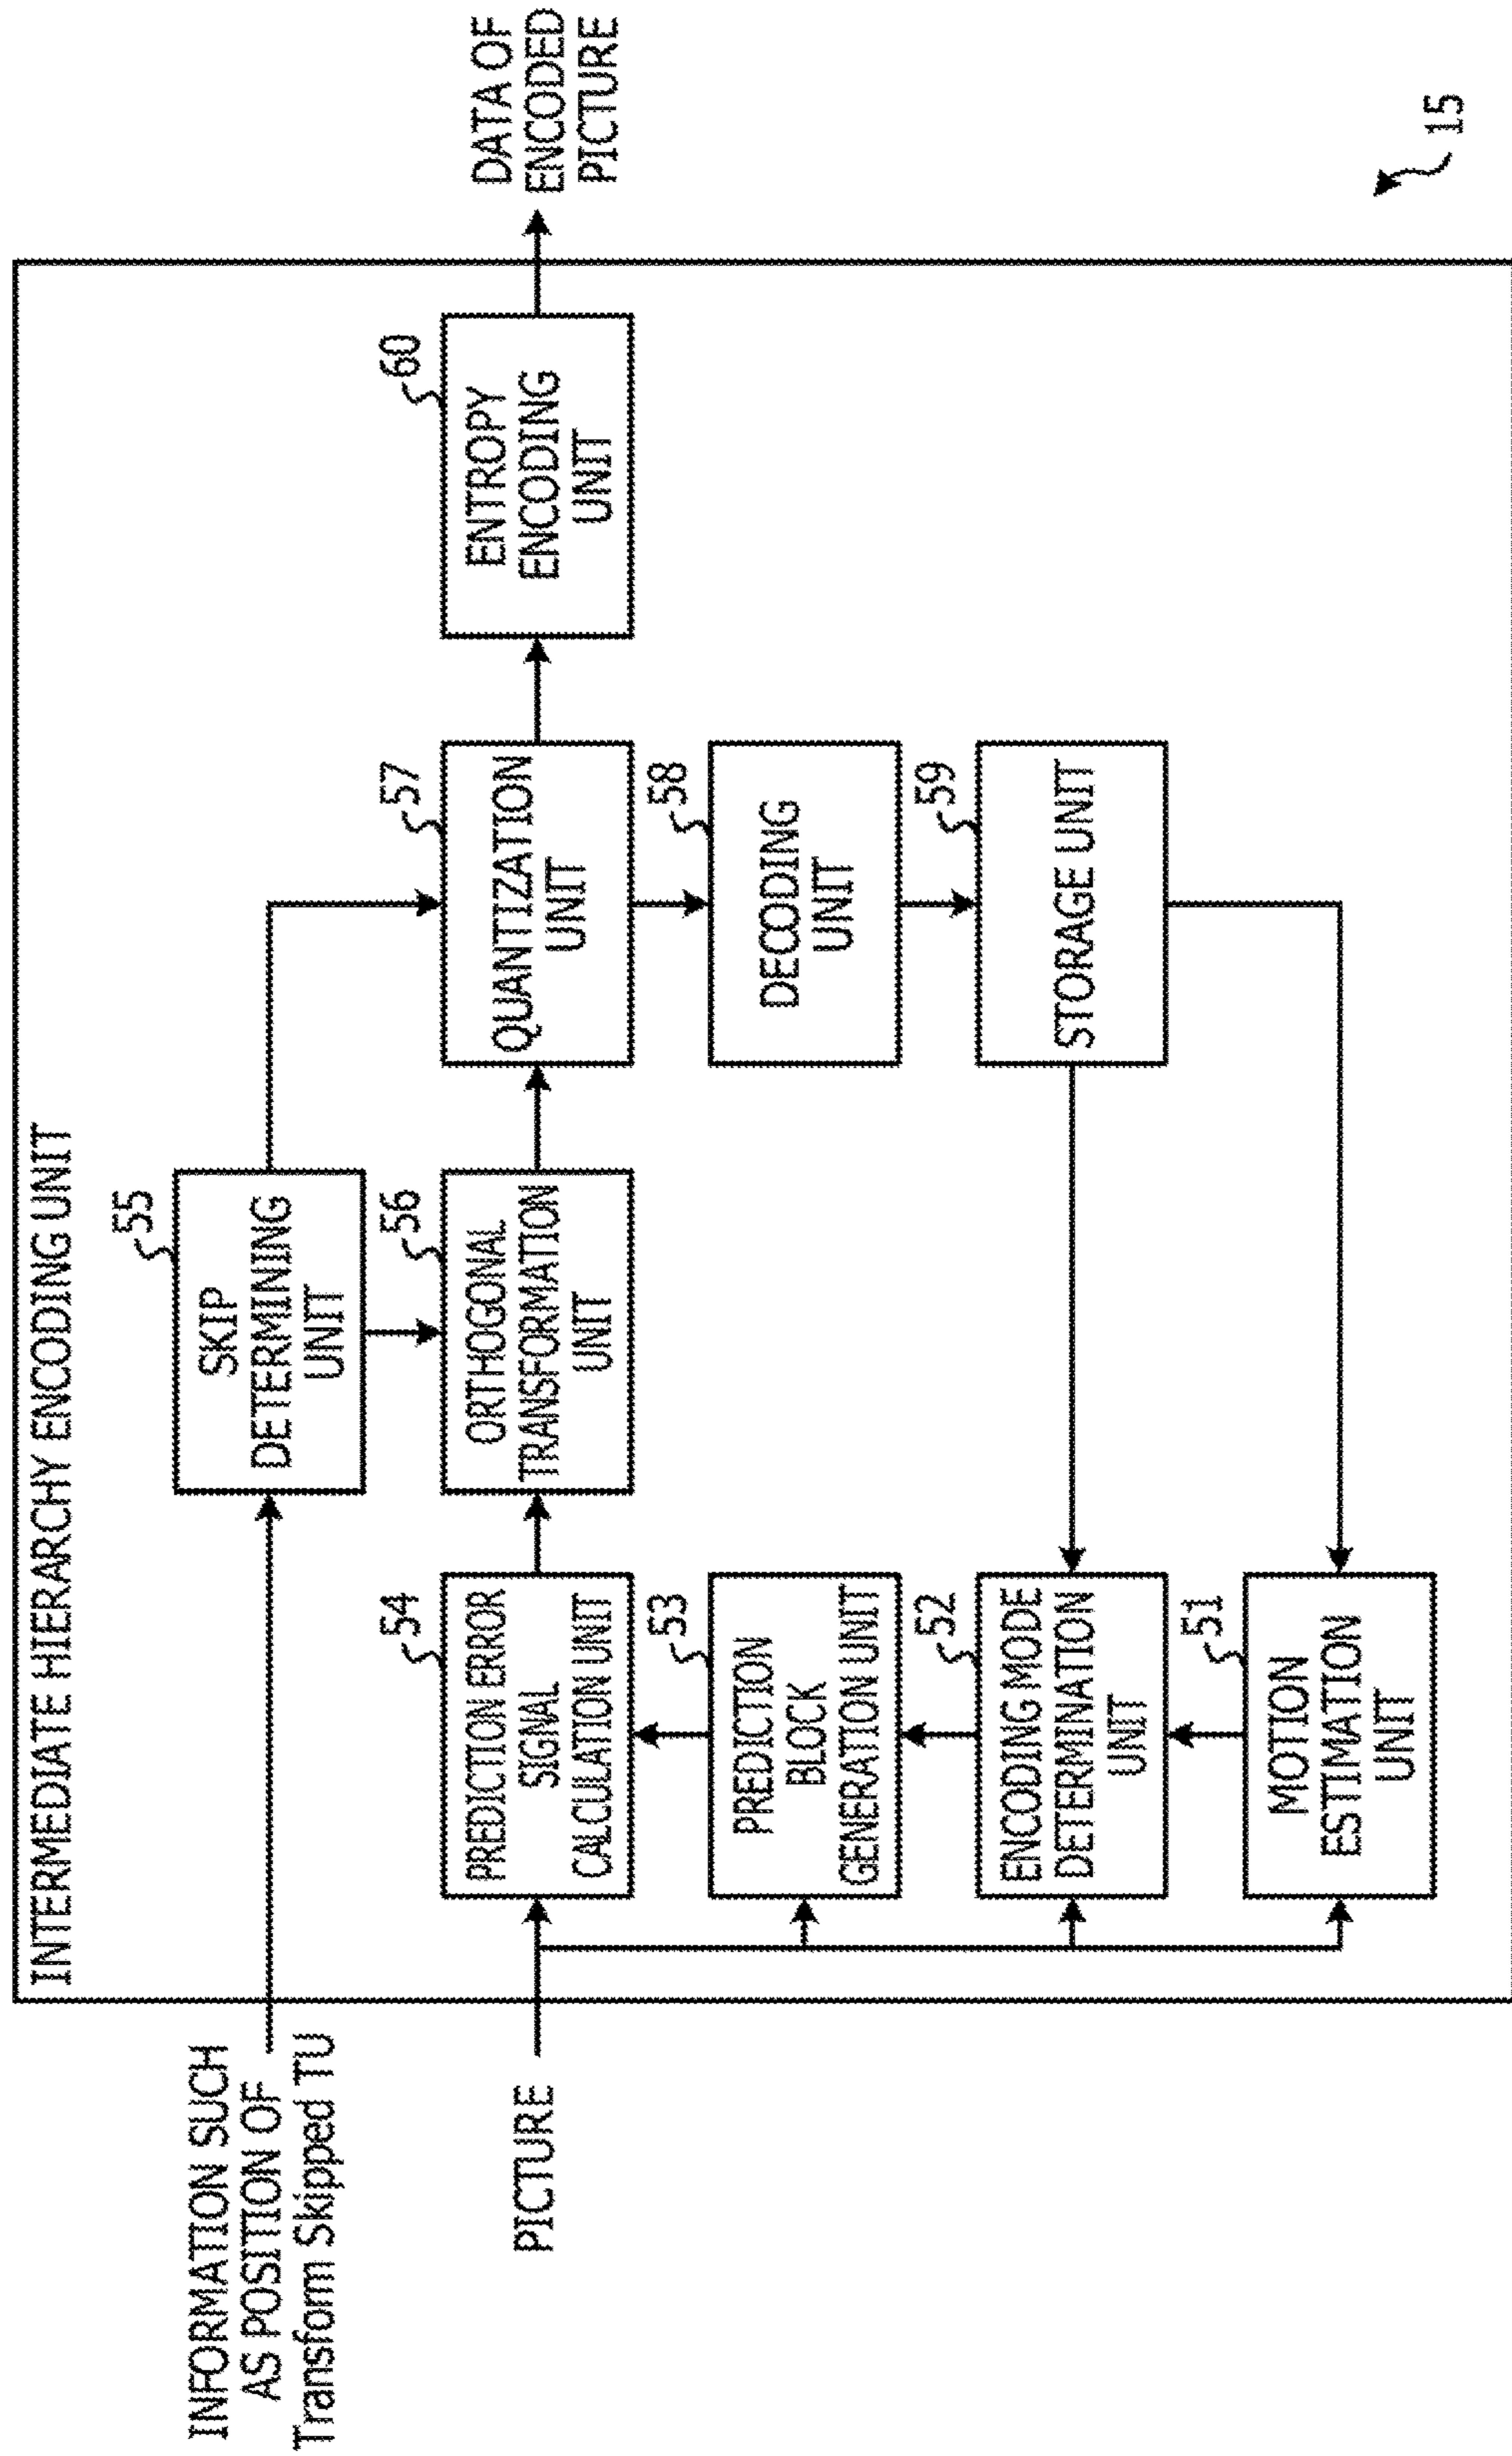 INTERMEDIATE HIERARCHY ENCODING UNIT
15
INFORMATION SUCH
AS POSITION OF
Transform Skipped TU
55
SKIP
DETERMINING
UNIT
PICTURE
54
PREDICTION ERROR
SIGNAL
CALCULATION UNIT
56
ORTHOGONAL
TRANSFORMATION
UNIT
57
QUANTIZATION
UNIT
60
ENTROPY
ENCODING
UNIT
DATA OF
ENCODED
PICTURE
53
PREDICTION
BLOCK
GENERATION UNIT
58
DECODING
UNIT
52
ENCODING MODE
DETERMINATION
UNIT
59
STORAGE UNIT
51
MOTION
ESTIMATION
UNIT